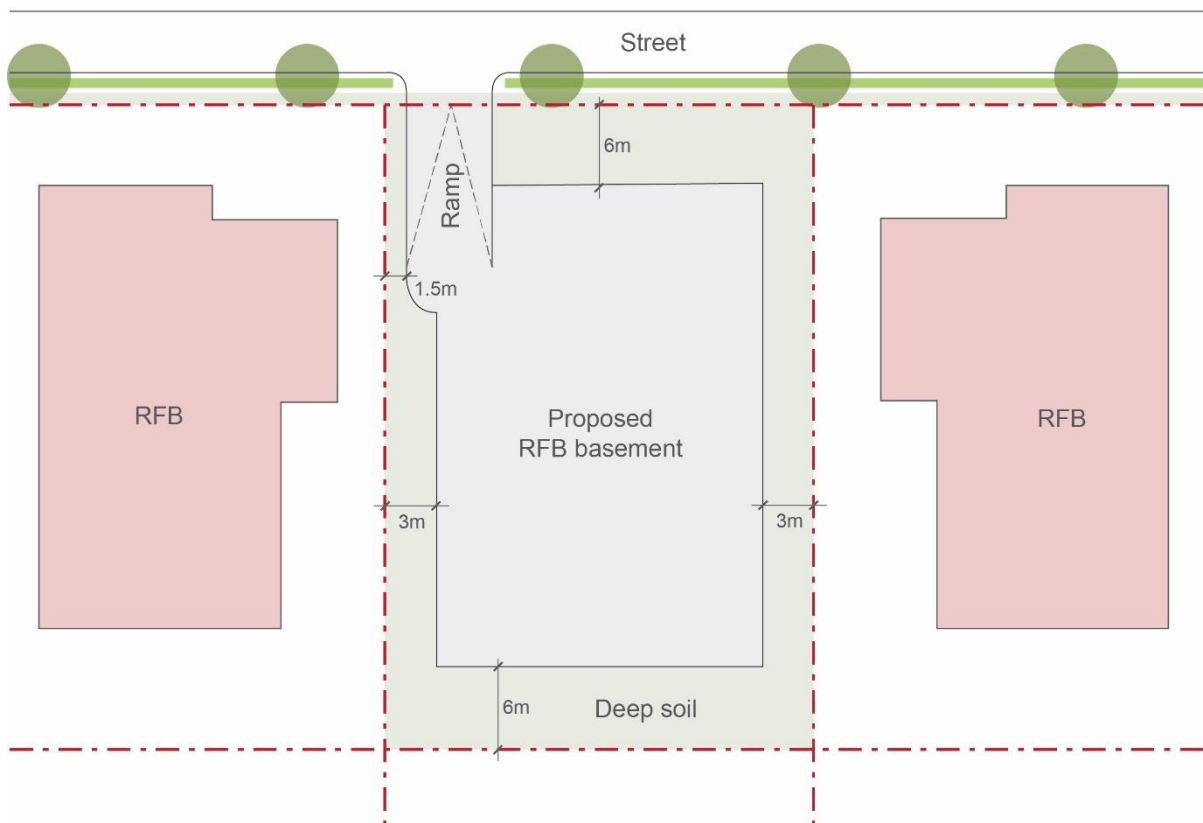 Street
6m
Ramp
1.5m
RFB
Proposed
RFB basement
RFB
3m
3m
6m
Deep soil